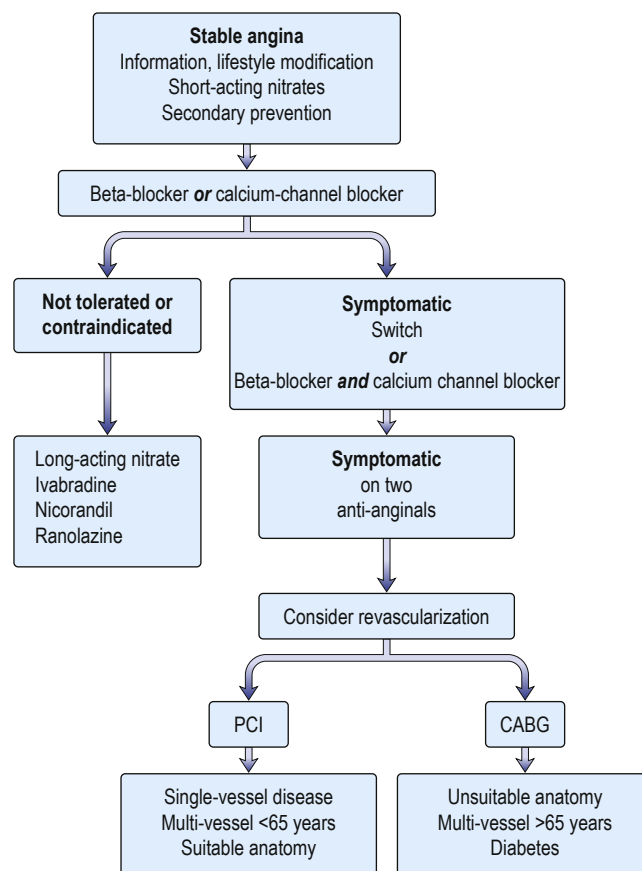 Stable angina
Information, lifestyle modification
Short-acting nitrates
Secondary prevention
Beta-blocker or calcium-channel blocker
Not tolerated or
contraindicated
Symptomatic
Switch
or
Beta-blocker and calcium channel blocker
Long-acting nitrate
Ivabradine
Nicorandil
Ranolazine
Symptomatic
on two
anti-anginals
Consider revascularization
PCI
CABG
Single-vessel disease
Multi-vessel <65 years
Suitable anatomy
Unsuitable anatomy
Multi-vessel >65 years
Diabetes